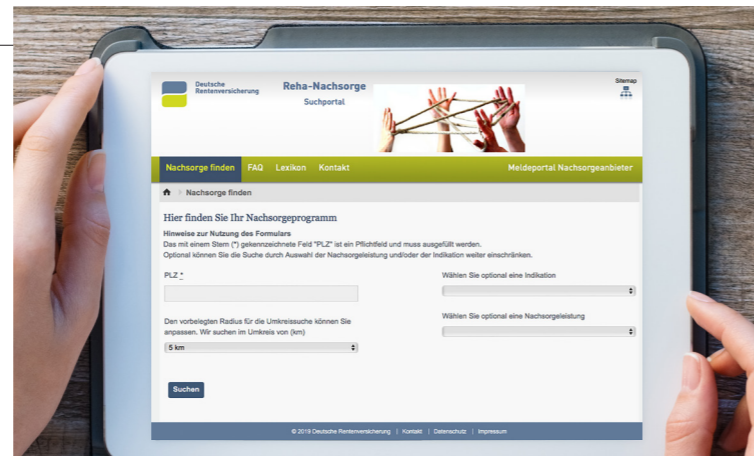 Deutsche
Rentenversicherung
Reha-Nachsorge
Suchportal
Sitemap
Nachsorge finden FAQ Lexikon Kontakt Meldeportal Nachsorgeanbieter
Nachsorge finden
Hier finden Sie Ihr Nachsorgeprogramm
Hinweise zur Nutzung des Formulars
Das mit einem Stern (*) gekennzeichnete Feld "PLZ" ist ein Pflichtfeld und muss ausgefüllt werden.
Optional können Sie die Suche durch Auswahl der Nachsorgeleistung und/oder der Indikation weiter einschränken.
PLZ *
Wählen Sie optional eine Indikation
Den vorbelegten Radius für die Umkreissuche können Sie
anpassen. Wir suchen im Umkreis von (km)
5 km
Wählen Sie optional eine Nachsorgeleistung
Suchen
© 2019 Deutsche Rentenversicherung | Kontakt | Datenschutz | Impressum